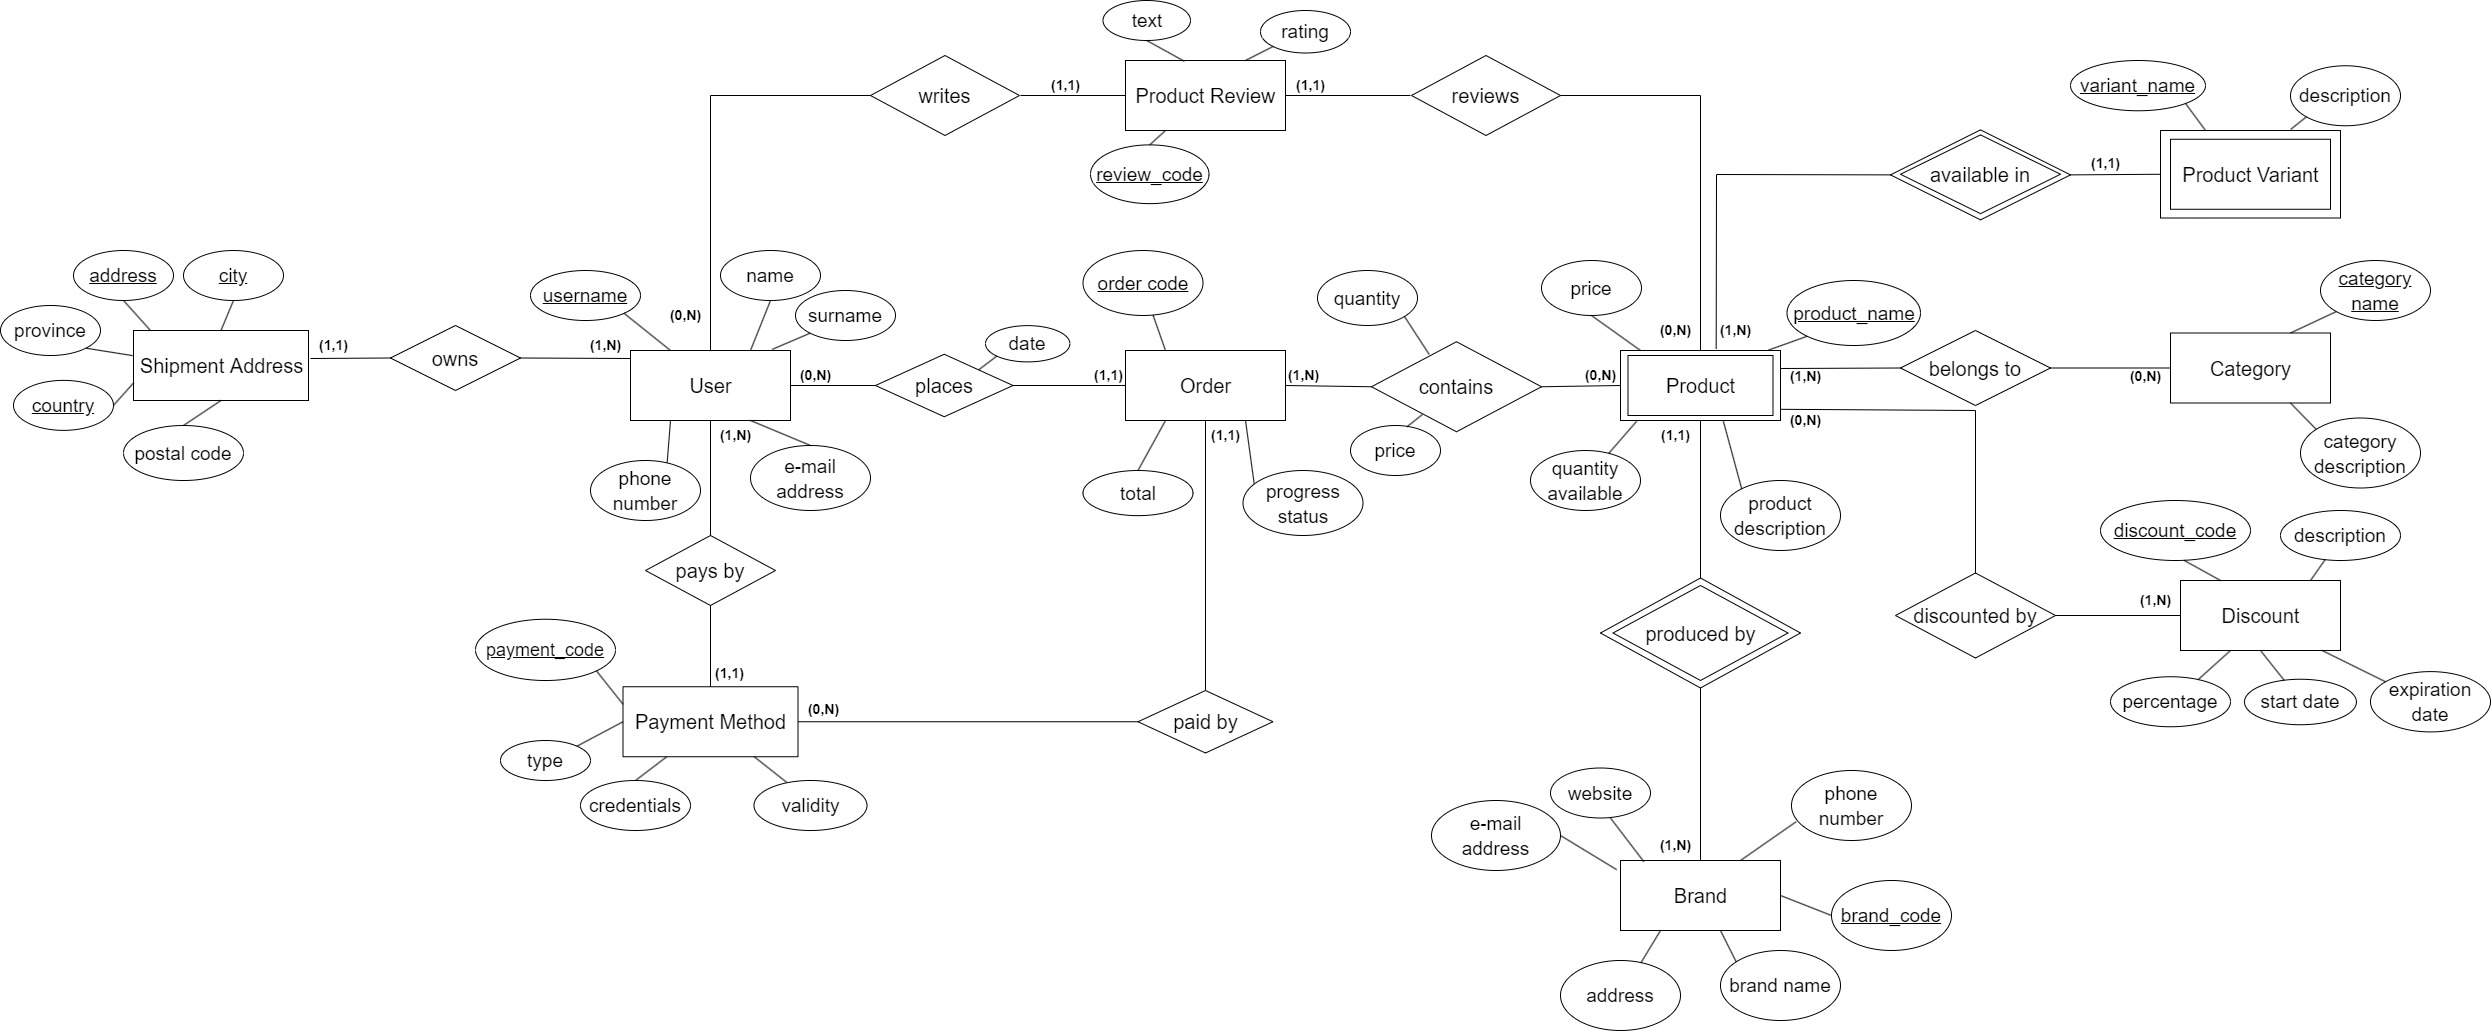 text
rating
writes
(1,1)
Product Review
(1,1)
reviews
review_code
variant_name
description
available in
(1,1)
Product Variant
address
city
province
country
postal code
Shipment Address
(1,1)
owns
(1,N)
username
name
surname
(0,N)
User
phone
number
e-mail
address
(1,N)
(0,N)
places
date
(1,1)
order code
Order
total
progress
status
(1,1)
(1,N)
quantity
contains
price
(0,N)
price
(0,N)
(1,N)
product_name
Product
quantity
available
product
description
(1,1)
(1,N)
belongs to
(0,N)
category
name
Category
category
description
(0,N)
discounted by
(1,N)
discount_code
description
Discount
percentage
start date
expiration
date
pays by
(1,1)
payment_code
Payment Method
type
credentials
validity
(0,N)
paid by
produced by
(1,N)
website
phone
number
e-mail
address
Brand
brand_code
address
brand name